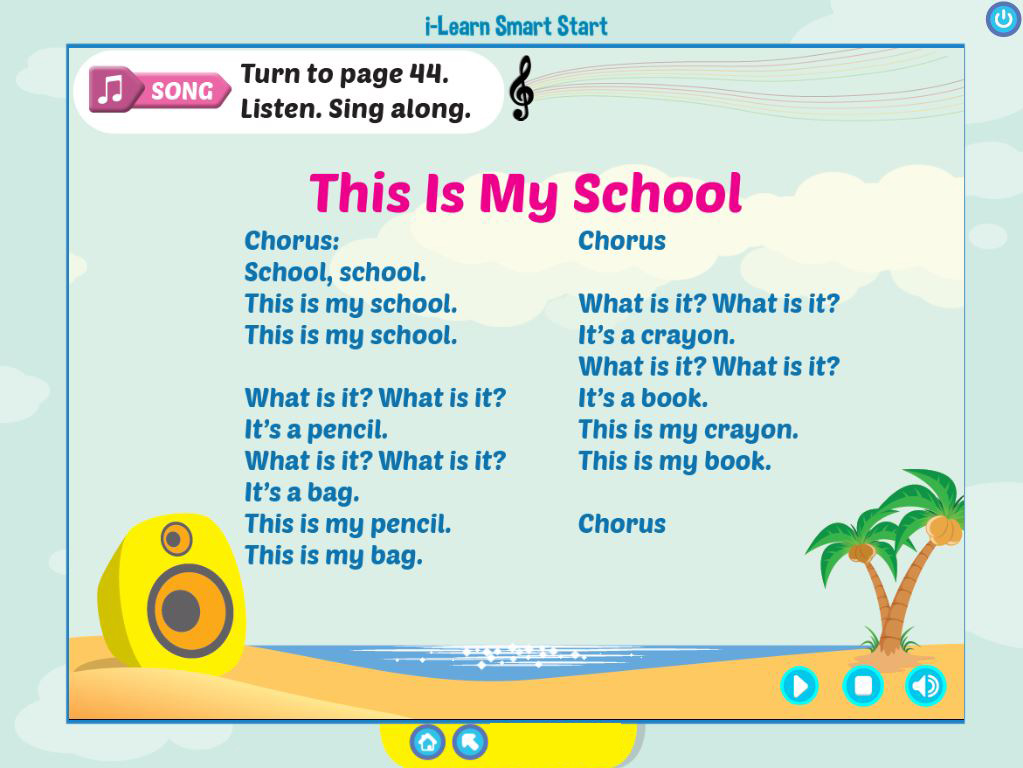 i-Learn Smart Start
SONG
Turn to page 44.
Listen. Sing along.
This Is My School
Chorus:
School, school.
This is my school.
This is my school.
What is it? What is it?
It's a pencil.
What is it? What is it?
It's a bag.
This is my pencil.
This is my bag.
Chorus
What is it? What is it?
It's a crayon.
What is it? What is it?
It's a book.
This is my crayon.
This is my book.
Chorus